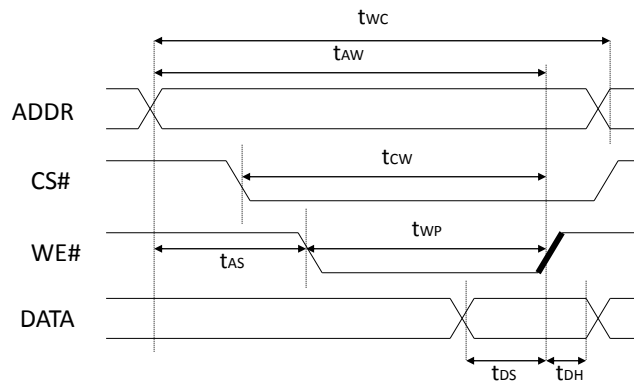 tWC
tAW
ADDR
tCW
CS#
tWP
WE#
tAS
DATA
tDS tDH